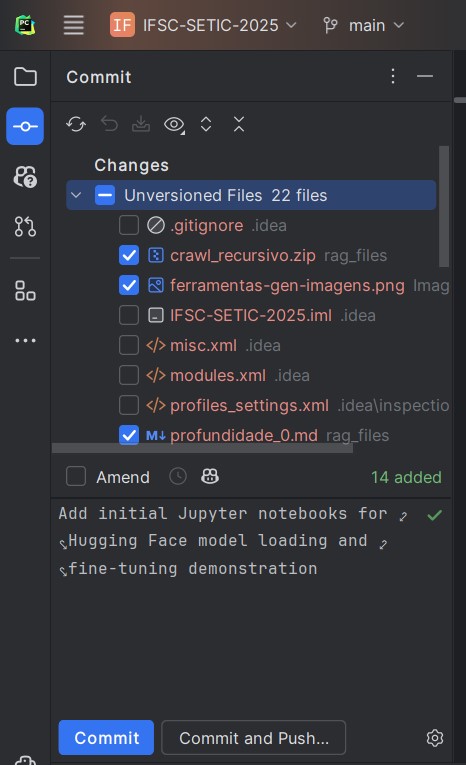 PC
IF IFSC-SETIC-2025 main
Commit
Changes
Unversioned Files 22 files
.gitignore .idea
crawl_recursivo.zip rag_files
ferramentas-gen-imagens.png Imag
IFSC-SETIC-2025.iml .idea
misc.xml .idea
modules.xml .idea
profiles_settings.xml .idea\inspectio
M↓ profundidade_0.md rag_files
Amend 14 added
Add initial Jupyter notebooks for
Hugging Face model loading and
fine-tuning demonstration
Commit Commit and Push...